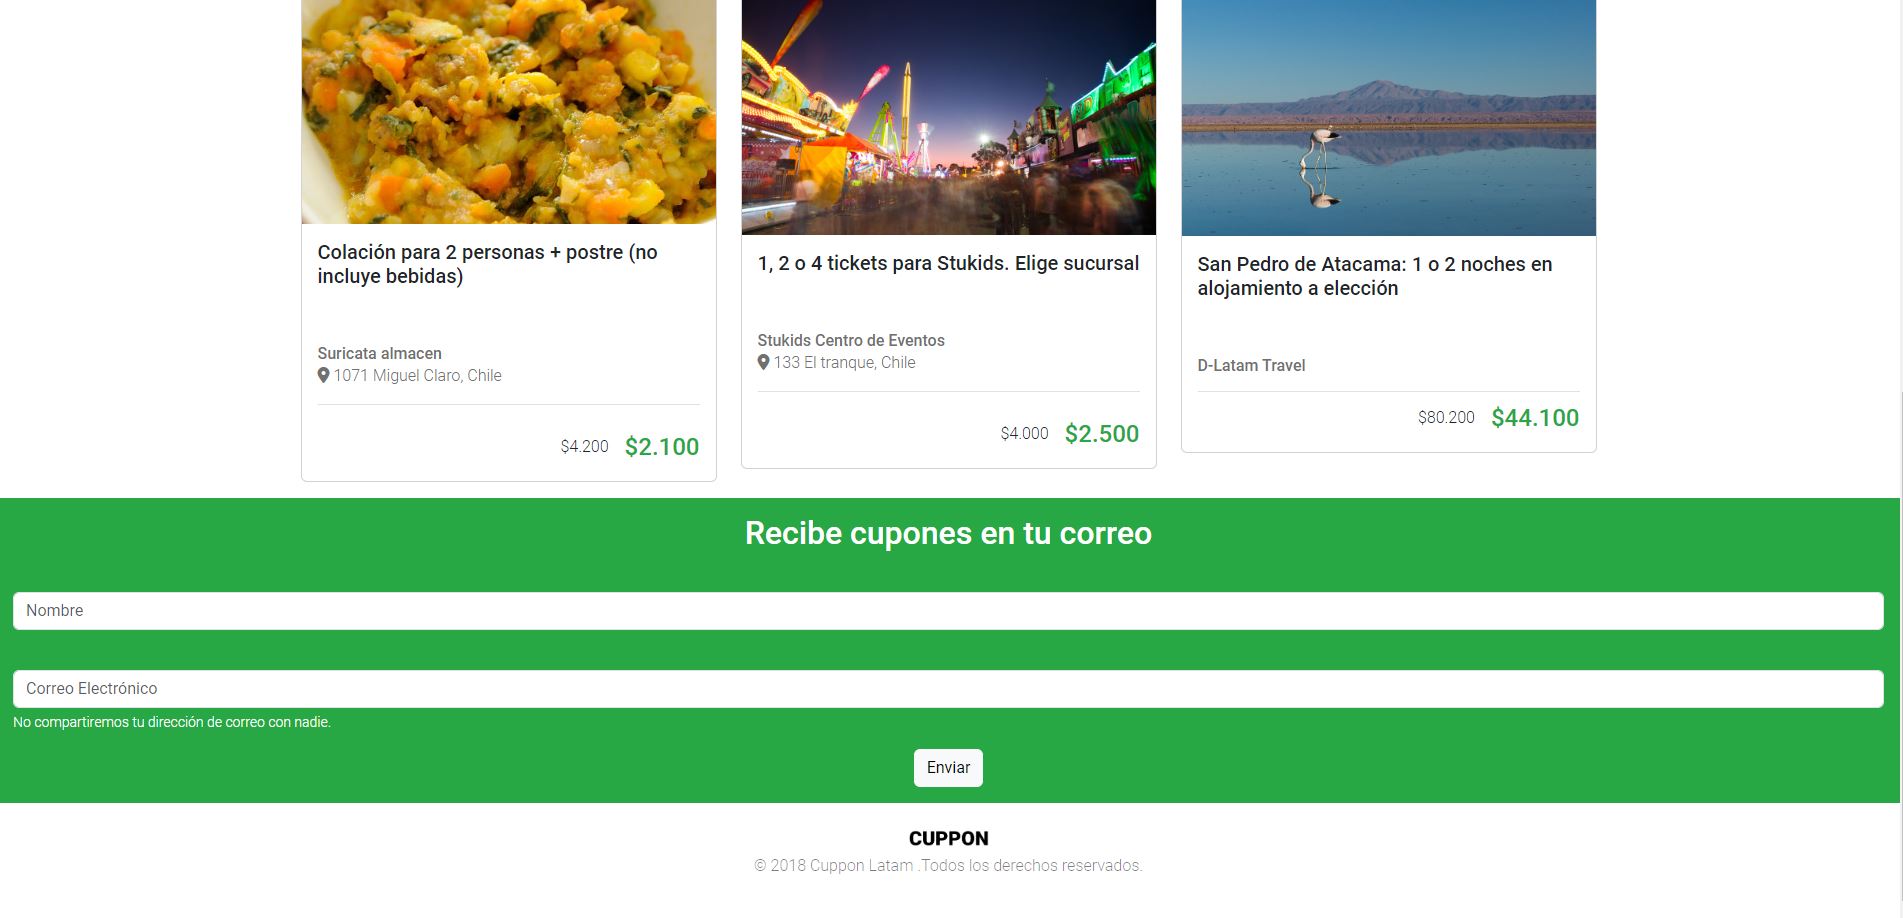 Colación para 2 personas + postre (no
incluye bebidas)
Suricata almacen
1071 Miguel Claro, Chile
$4.200 $2.100
1, 2 o 4 tickets para Stukids. Elige sucursal
Stukids Centro de Eventos
133 El tranque, Chile
$4.000 $2.500
San Pedro de Atacama: 1 o 2 noches en
alojamiento a elección
D-Latam Travel
$80.200 $44.100
Recibe cupones en tu correo
Nombre
Correo Electrónico
No compartiremos tu dirección de correo con nadie.
Enviar
CUPPON
© 2018 Cuppon Latam .Todos los derechos reservados.